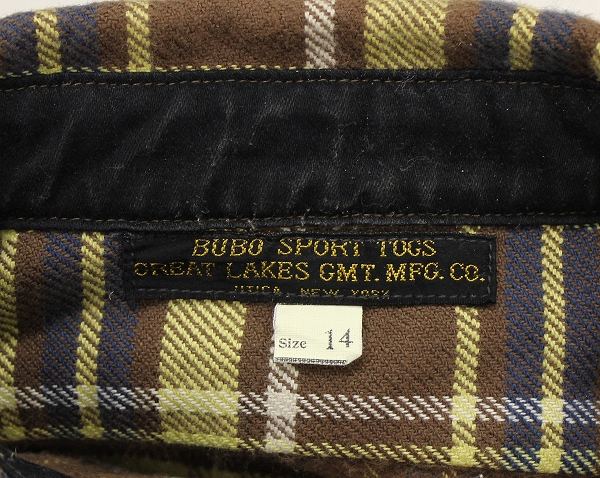 BUBO SPORT TOGS
GREAT LAKES GMT. MFG. CO.
UTICA, NEW YORK
Size 14